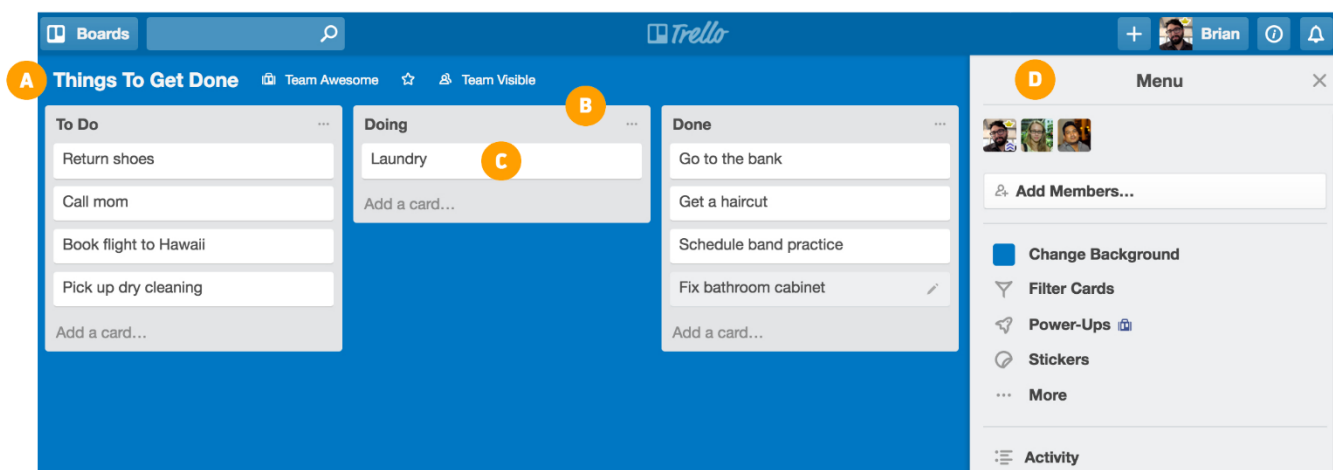 Boards
Trello
Brian
A
Things To Get Done
Team Awesome
Team Visible
B
To Do
Return shoes
Call mom
Book flight to Hawaii
Pick up dry cleaning
Add a card...
Doing
Laundry
C
Add a card...
Done
Go to the bank
Get a haircut
Schedule band practice
Fix bathroom cabinet
Add a card...
D
Menu
Add Members...
Change Background
Filter Cards
Power-Ups
Stickers
More
Activity